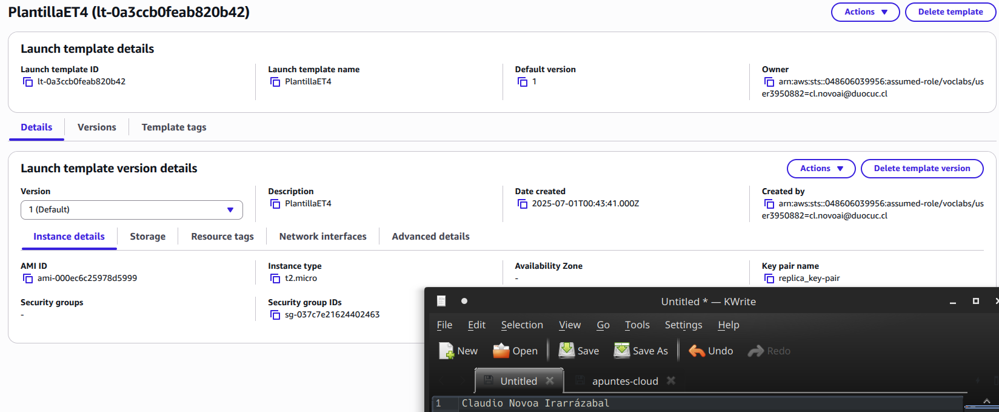 PlantillaET4 (lt-0a3ccb0feab820b42)
Actions
Delete template
Launch template details
Launch template ID
lt-0a3ccb0feab820b42
Launch template name
PlantillaET4
Default version
1
Owner
arn:aws:sts::048606039956:assumed-role/voclabs/us
er3950882=cl.novoai@duocuc.cl
Details
Versions
Template tags
Launch template version details
Actions
Delete template version
Version
1 (Default)
Description
PlantillaET4
Date created
2025-07-01T00:43:41.000Z
Created by
arn:aws:sts::048606039956:assumed-role/voclabs/us
er3950882=cl.novoai@duocuc.cl
Instance details
Storage
Resource tags
Network interfaces
Advanced details
AMI ID
ami-000ec6c25978d5999
Instance type
t2.micro
Availability Zone
-
Key pair name
replica_key-pair
Security groups
-
Security group IDs
sg-037c7e21624402463
Untitled * — KWrite
File
Edit
Selection
View
Go
Tools
Settings
Help
New
Open
Save
Save As
Undo
Redo
Untitled
apuntes-cloud
1
Claudio Novoa Irarrázabal